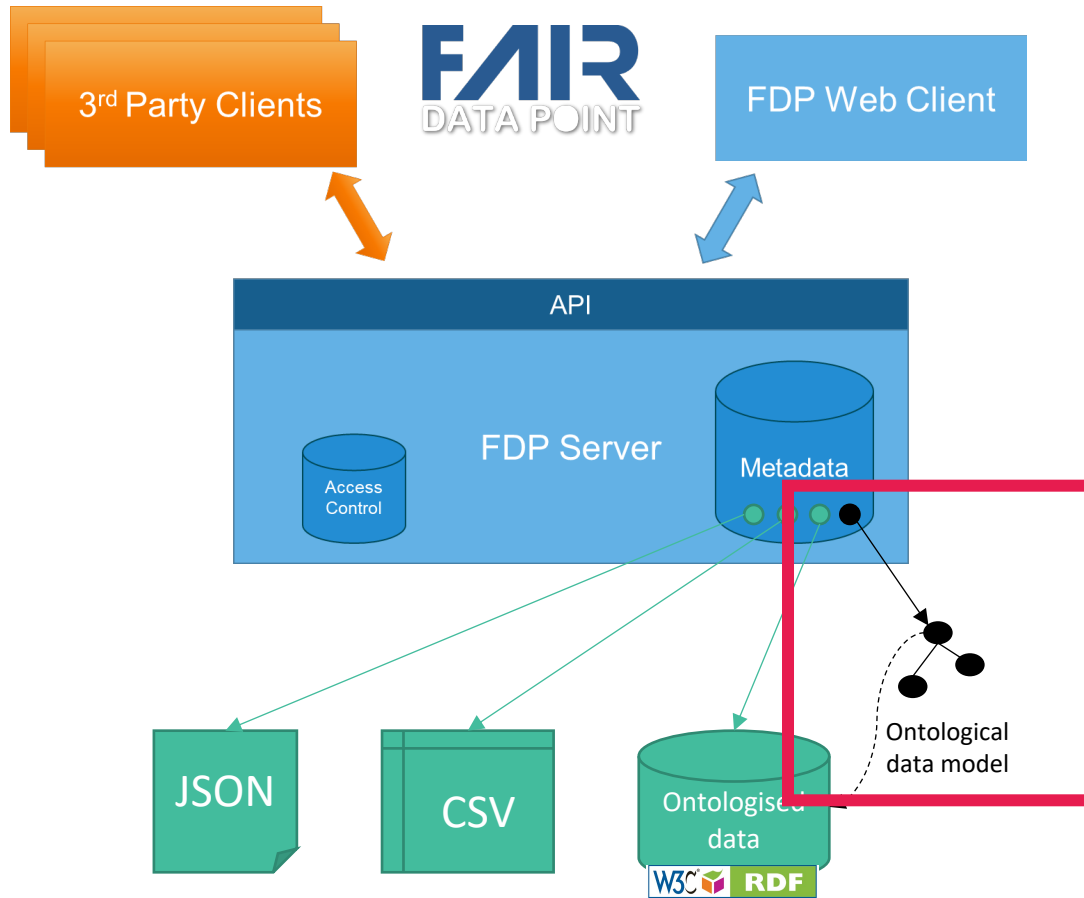 3rd Party Clients
FAIR
DATA POINT
FDP Web Client
API
FDP Server
Metadata
Access
Control
Ontological
data model
JSON
CSV
Ontologised
data
W3C RDF